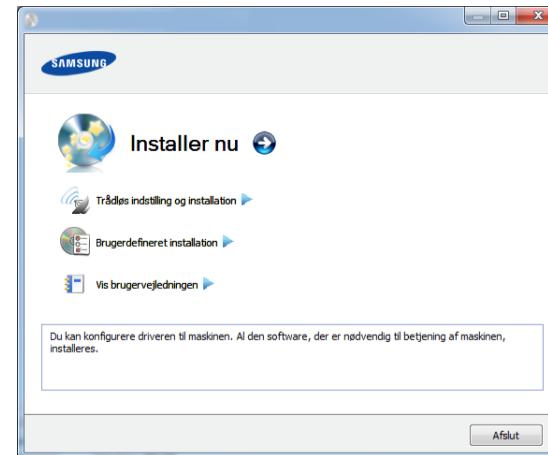 SAMSUNG
Installer nu
Trådløs indstilling og installation
Brugerdefineret installation
Vis brugervejledningen
Du kan konfigurere driveren til maskinen. Al den software, der er nødvendig til betjening af maskinen,
installeres.
Afslut